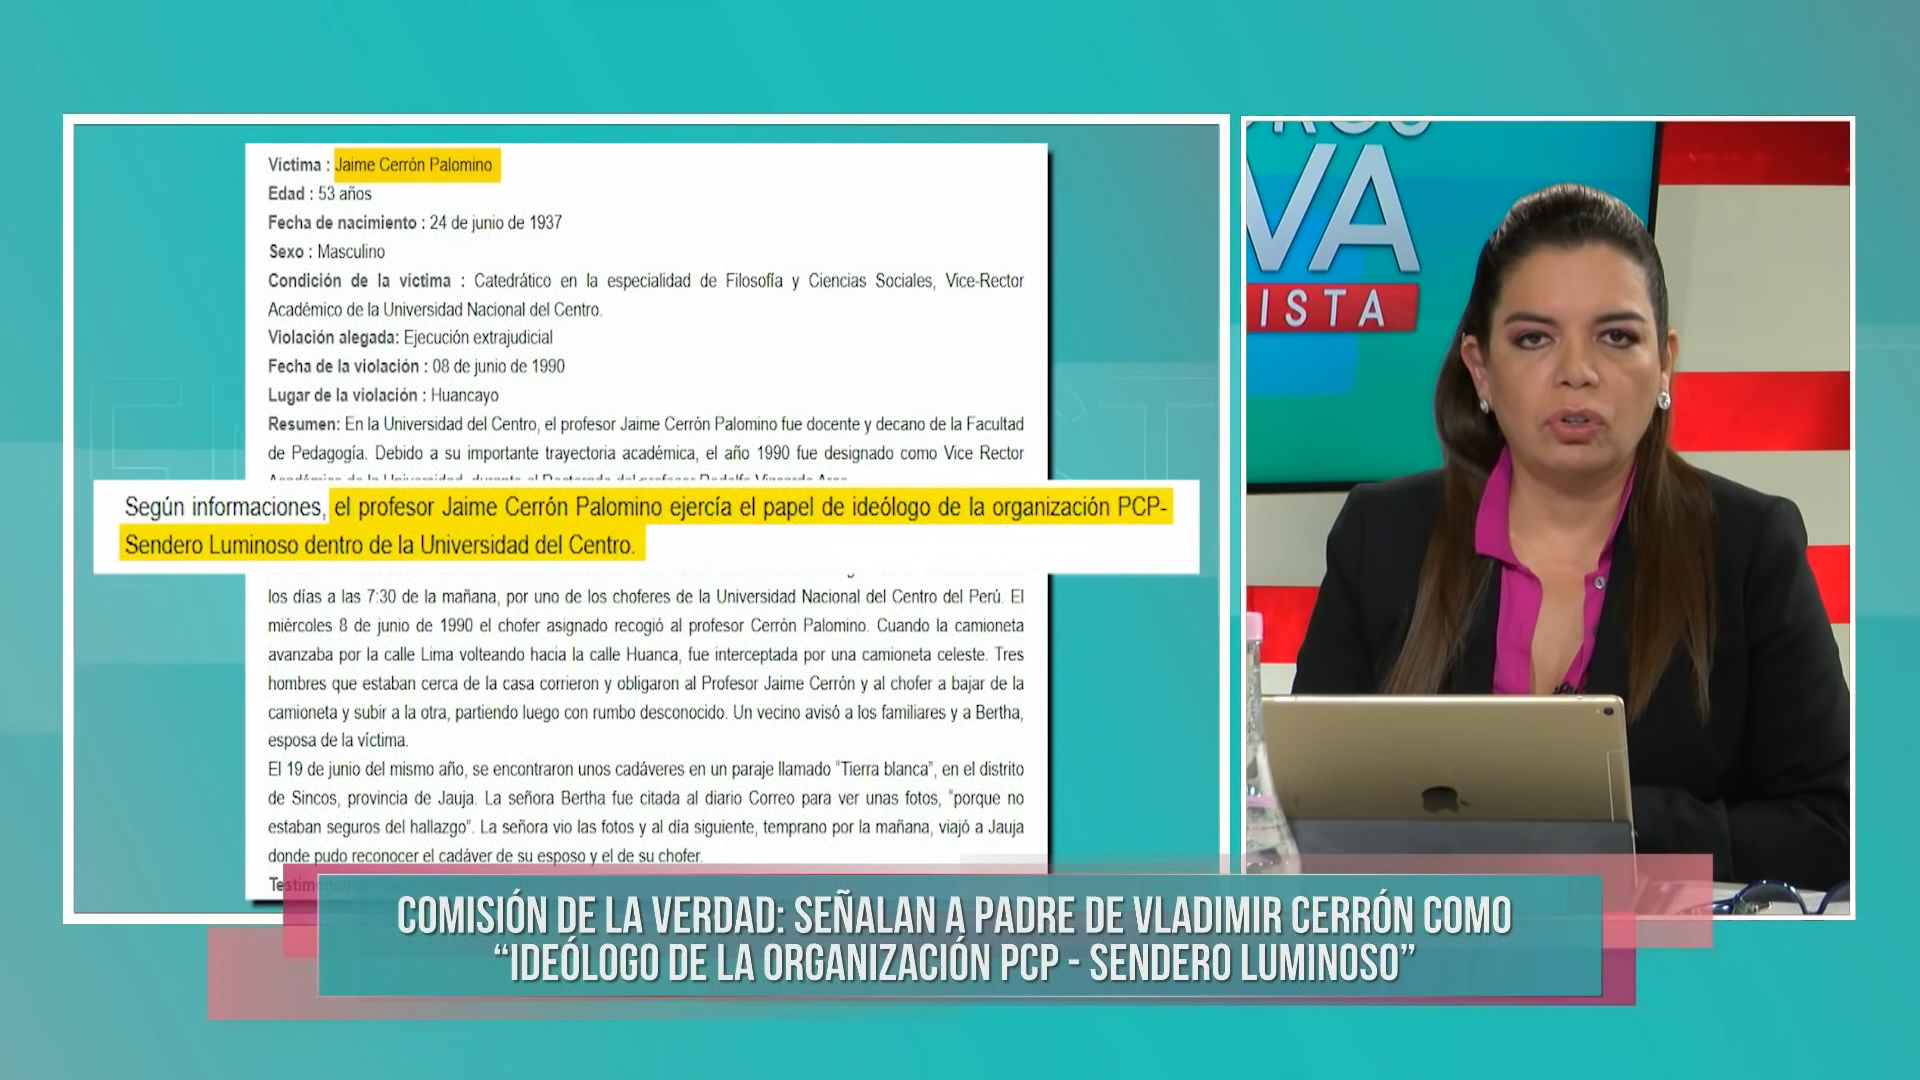 Victima : Jaime Cerrón Palomino
Edad : 53 años
Fecha de nacimiento : 24 de junio de 1937
Sexo : Masculino
Condición de la víctima : Catedrático en la especialidad de Filosofía y Ciencias Sociales, Vice-Rector
Académico de la Universidad Nacional del Centro.
Violación alegada: Ejecución extrajudicial
Fecha de la violación : 08 de junio de 1990
Lugar de la violación : Huancayo
Resumen: En la Universidad del Centro, el profesor Jaime Cerrón Palomino fue docente y decano de la Facultad
de Pedagogía. Debido a su importante trayectoria académica, el año 1990 fue designado como Vice Rector
Según informaciones, el profesor Jaime Cerrón Palomino ejercía el papel de ideólogo de la organización PCP-
Sendero Luminoso dentro de la Universidad del Centro.
los días a las 7:30 de la mañana, por uno de los choferes de la Universidad Nacional del Centro del Perú. El
miércoles 8 de junio de 1990 el chofer asignado recogió al profesor Cerrón Palomino. Cuando la camioneta
avanzaba por la calle Lima volteando hacia la calle Huanca, fue interceptada por una camioneta celeste. Tres
hombres que estaban cerca de la casa corrieron y obligaron al Profesor Jaime Cerrón y al chofer a bajar de la
camioneta y subir a la otra, partiendo luego con rumbo desconocido. Un vecino avisó a los familiares y a Bertha,
esposa de la víctima.
El 19 de junio del mismo año, se encontraron unos cadáveres en un paraje llamado "Tierra blanca", en el distrito
de Sincos, provincia de Jauja. La señora Bertha fue citada al diario Correo para ver unas fotos, "porque no
estaban seguros del hallazgo". La señora vio las fotos y al día siguiente, temprano por la mañana, viajó a Jauja
donde pudo reconocer el cadáver de su esposo y el de su chofer.
VA
ISTA
COMISIÓN DE LA VERDAD: SEÑALAN A PADRE DE VLADIMIR CERRÓN COMO
“IDEÓLOGO DE LA ORGANIZACIÓN PCP - SENDERO LUMINOSO”